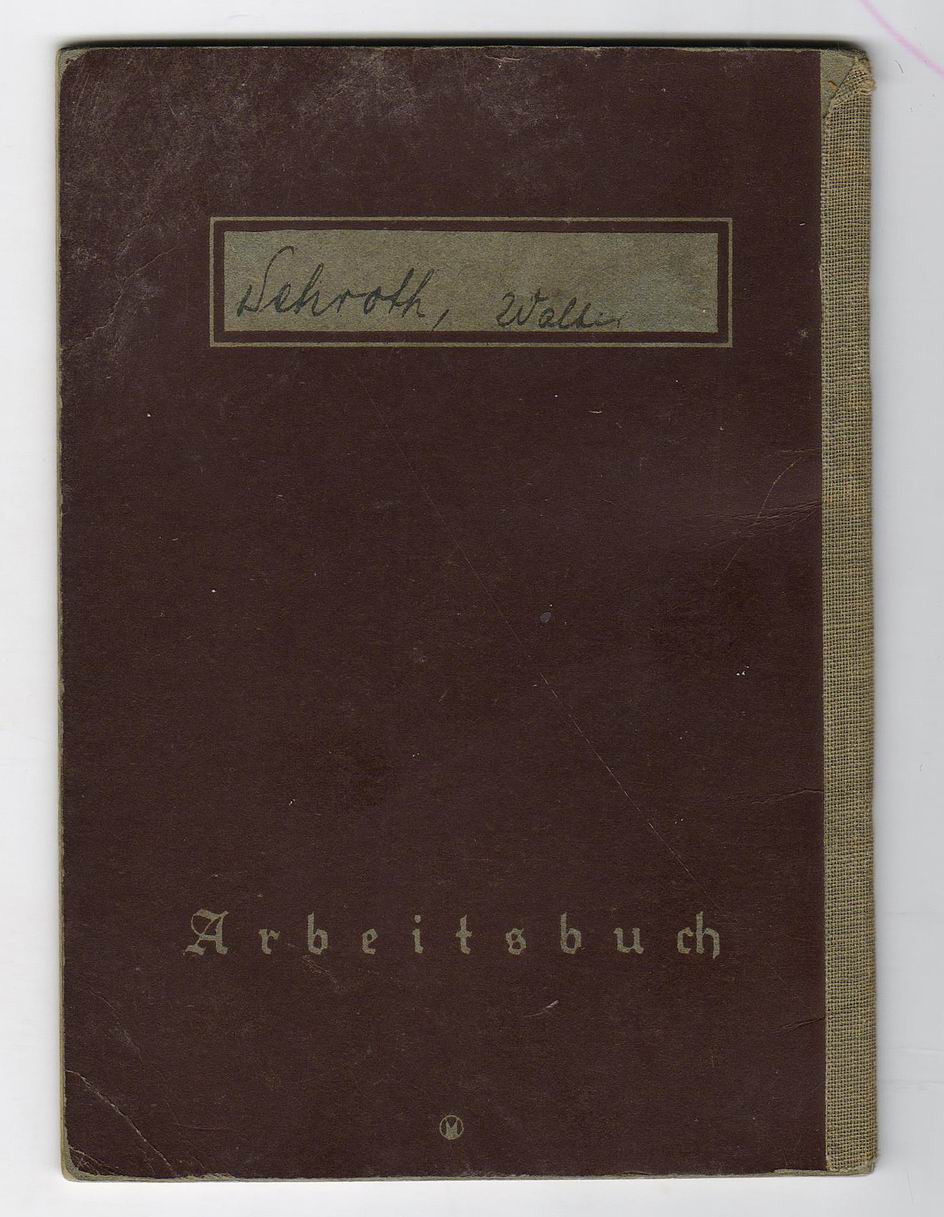 Schroth, Walter
Arbeitsbuch
M